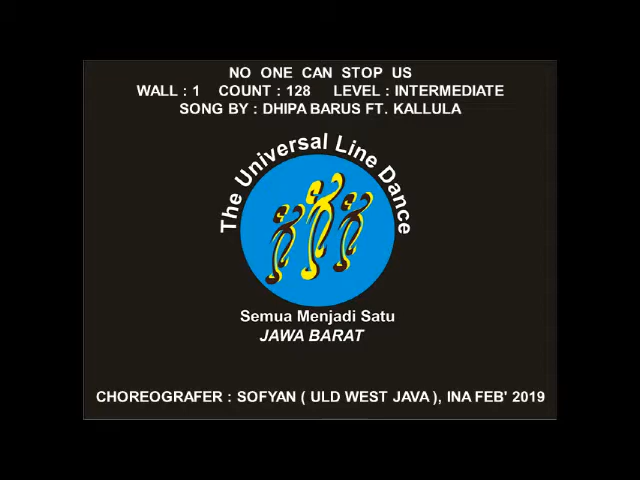 NO ONE CAN STOP US
WALL : 1 COUNT : 128 LEVEL : INTERMEDIATE
SONG BY : DHIPA BARUS FT. KALLULA
The Universal Line Dance
Semua Menjadi Satu
JAWA BARAT
CHOREOGRAFER : SOFYAN ( ULD WEST JAVA ), INA FEB' 2019